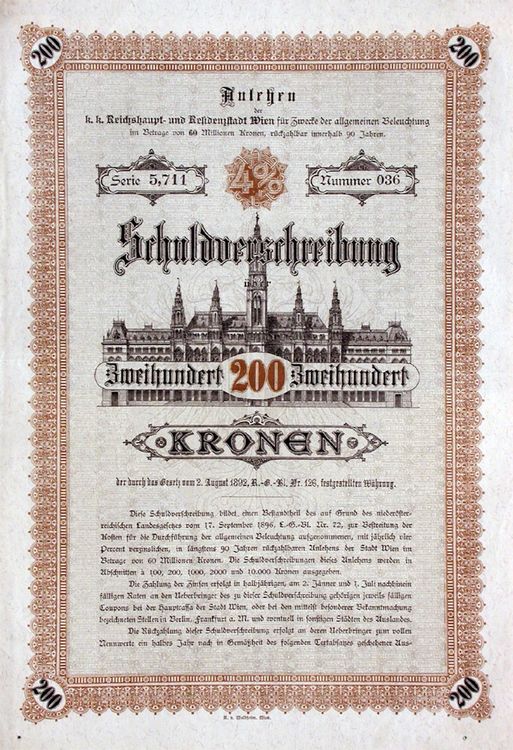 200 200
Anlehen
der
k. k. Reichshaupt- und Residenzstadt Wien für Zwecke der allgemeinen Beleuchtung
im Betrage von 60 Millionen Kronen, rückzahlbar innerhalb 90 Jahren.
Serie 5,711 4% Nummer 036
Schuldverschreibung
Zweihundert 200 Zweihundert
KRONEN
der durch das Gesetz vom 2. August 1892, R.-G.-Bl. Nr. 126, festgestellten Währung.
Diese Schuldverschreibung bildet einen Bestandtheil des auf Grund des niederöster-
reichischen Landesgesetzes vom 17. September 1896, L.-G.-Bl. Nr. 72, zur Bestreitung der
Kosten für die Durchführung der allgemeinen Beleuchtung aufgenommenen, mit jährlich vier
Percent verzinslichen, in längstens 90 Jahren rückzahlbaren Anlehens der Stadt Wien im
Betrage von 60 Millionen Kronen. Die Schuldverschreibungen dieses Anlehens werden in
Abschnitten à 100, 200, 1000, 2000 und 10.000 Kronen ausgegeben.
Die Zahlung der Zinsen erfolgt in halbjährigen, am 2. Jänner und 1. Juli nachhinein
fälligen Raten an den Ueberbringer des zu dieser Schuldverschreibung gehörigen jeweils fälligen
Coupons bei der Hauptcassa der Stadt Wien, oder bei den mittelst besonderer Bekanntmachung
bezeichneten Stellen in Berlin, Frankfurt a. M. und eventuell in sonstigen Städten des Auslandes.
Die Rückzahlung dieser Schuldverschreibung erfolgt an deren Ueberbringer zum vollen
Nennwerte ein halbes Jahr nach in Gemäßheit des folgenden Textabsatzes geschehener Aus-
200 200
R. v. Waldheim, Wien.